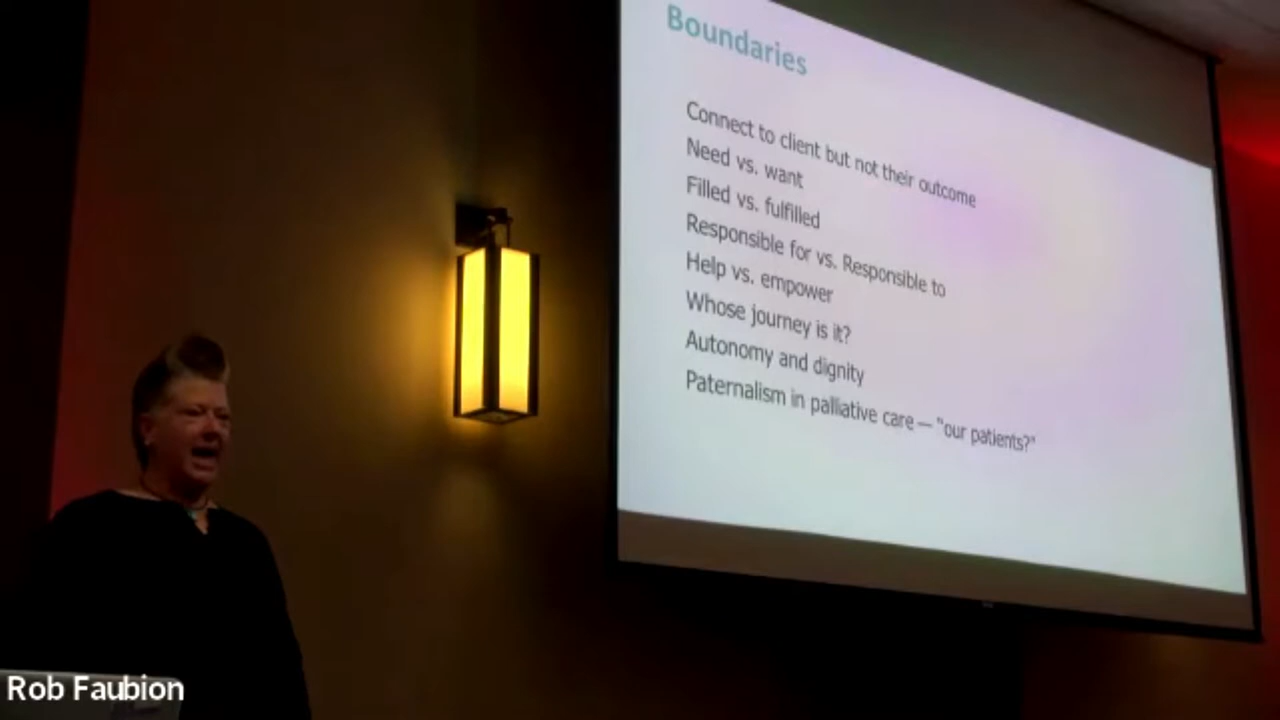 Boundaries
Connect to client but not their outcome
Need vs. want
Filled vs. fulfilled
Responsible for vs. Responsible to
Help vs. empower
Whose journey is it?
Autonomy and dignity
Paternalism in palliative care — "our patients?"
Rob Faubion